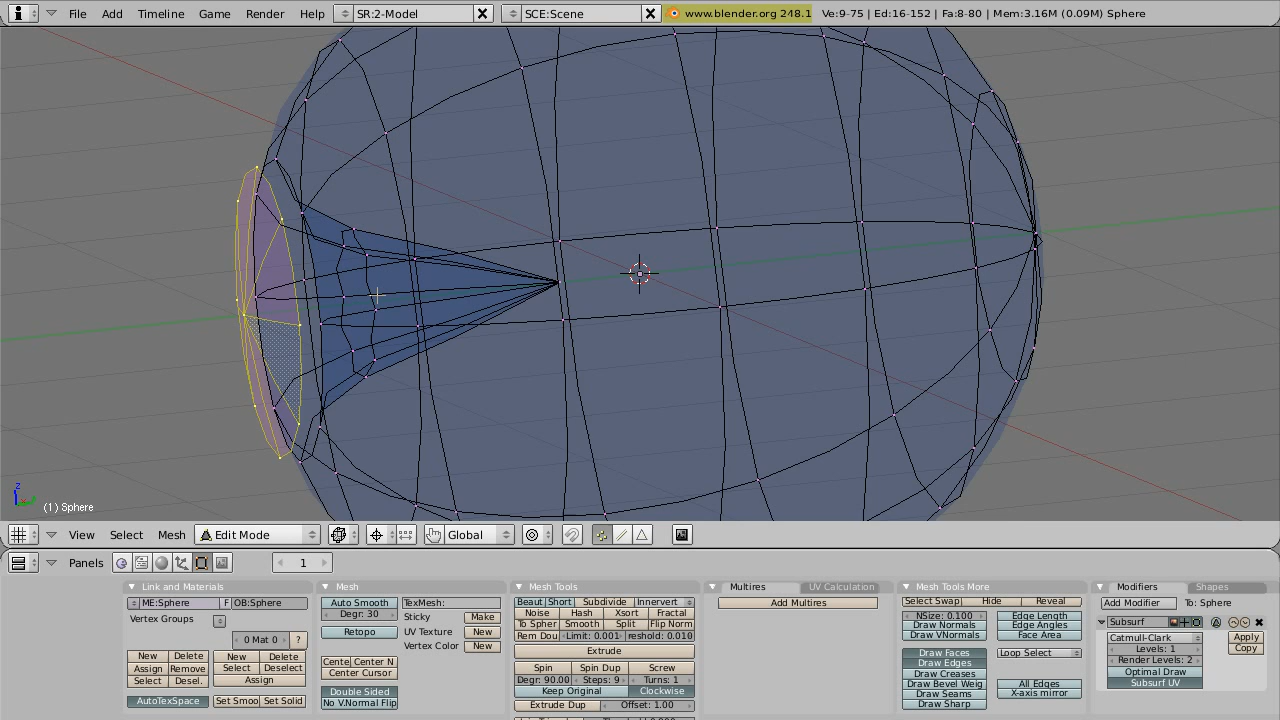 File Add Timeline Game Render Help SR:2-Model SCE:Scene www.blender.org 248.1 Ve:9-75 | Ed:16-152 | Fa:8-80 | Mem:3.16M (0.09M) Sphere
z
(1) Sphere
View Select Mesh Edit Mode Global
Panels 1
Link and Materials
ME:Sphere F OB:Sphere
Vertex Groups
0 Mat 0 ?
New Delete New Delete
Assign Remove Select Deselect
Select Desel. Assign
AutoTexSpace Set Smoo Set Solid
Mesh
Auto Smooth TexMesh:
Degr: 30 Sticky Make
Retopo UV Texture New
Vertex Color New
Cente Center N
Center Cursor
Double Sided
No V.Normal Flip
Mesh Tools
Beaut Short Subdivide Innervert
Noise Hash Xsort Fractal
To Spher Smooth Split Flip Norm
Rem Dou Limit: 0.001 reshold: 0.010
Extrude
Spin Spin Dup Screw
Degr: 90.00 Steps: 9 Turns: 1
Keep Original Clockwise
Extrude Dup Offset: 1.00
Multires UV Calculation
Add Multires
Mesh Tools More
Select Swap Hide Reveal
NSize: 0.100 Edge Length
Draw Normals Edge Angles
Draw VNormals Face Area
Draw Faces Loop Select
Draw Edges
Draw Creases
Draw Bevel Weig All Edges
Draw Seams X-axis mirror
Draw Sharp
Modifiers Shapes
Add Modifier To: Sphere
Subsurf
Catmull-Clark Apply
Levels: 1 Copy
Render Levels: 2
Optimal Draw
Subsurf UV